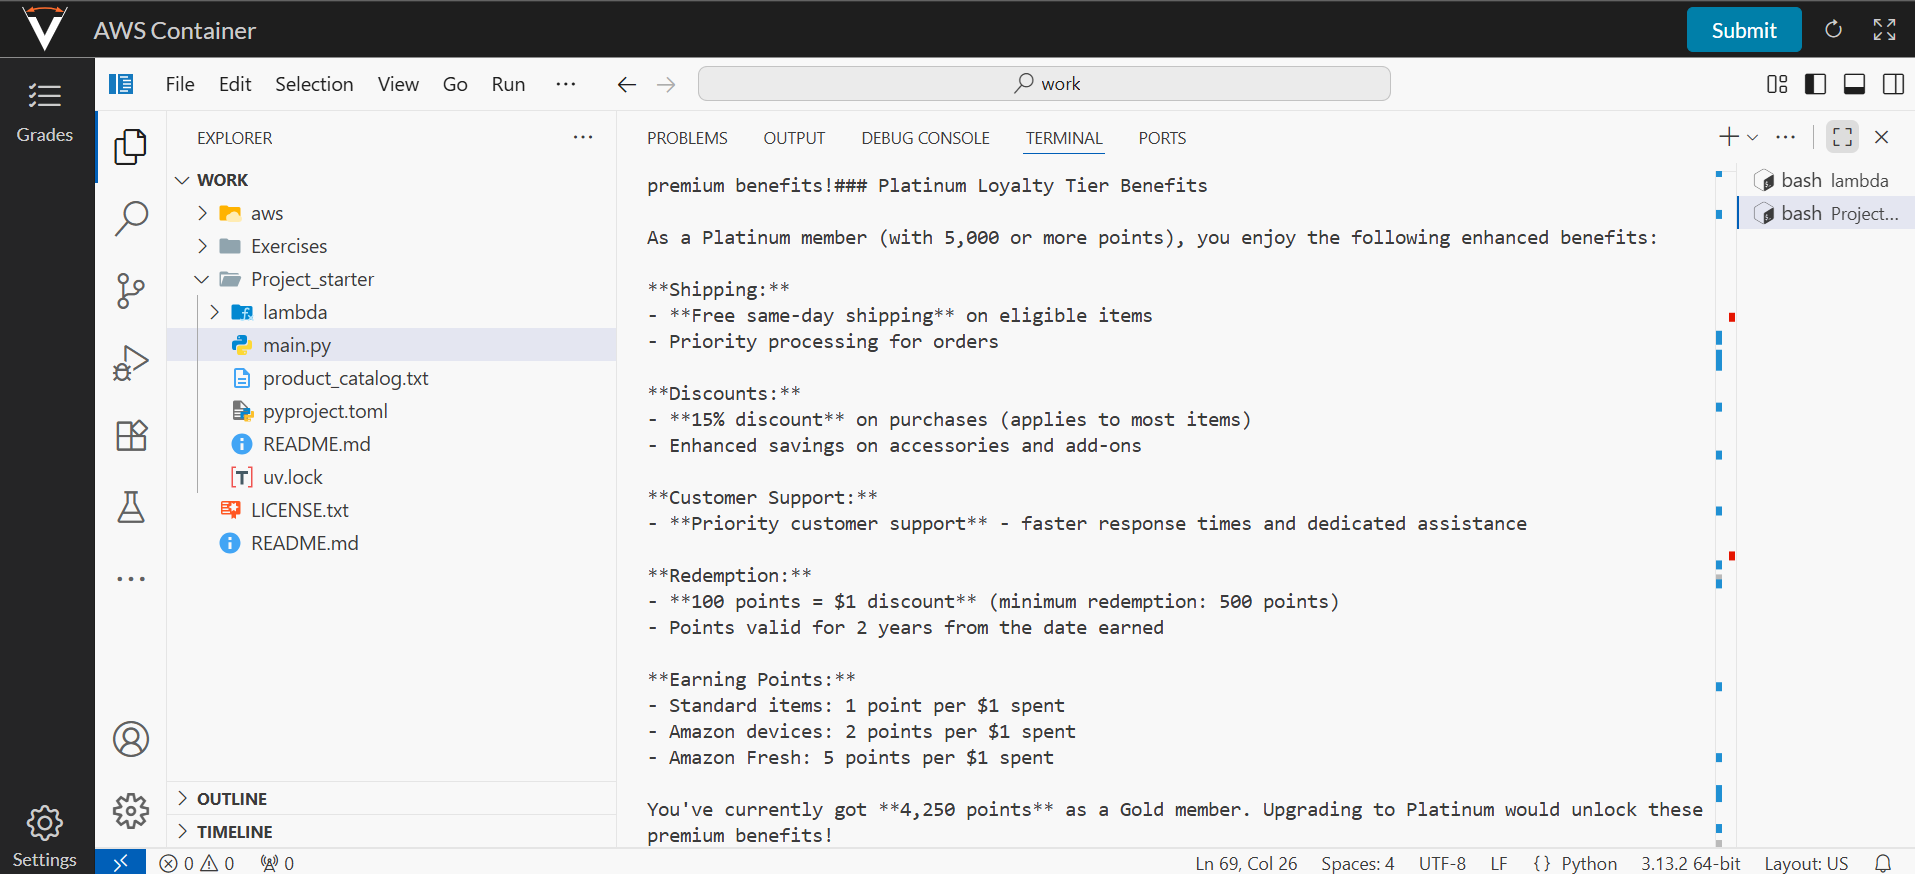 AWS Container
Submit
Grades
File Edit Selection View Go Run ···
work
EXPLORER
WORK
aws
Exercises
Project_starter
lambda
main.py
product_catalog.txt
pyproject.toml
README.md
uv.lock
LICENSE.txt
README.md
OUTLINE
TIMELINE
PROBLEMS OUTPUT DEBUG CONSOLE TERMINAL PORTS
premium benefits!### Platinum Loyalty Tier Benefits
As a Platinum member (with 5,000 or more points), you enjoy the following enhanced benefits:
**Shipping:**
- **Free same-day shipping** on eligible items
- Priority processing for orders
**Discounts:**
- **15% discount** on purchases (applies to most items)
- Enhanced savings on accessories and add-ons
**Customer Support:**
- **Priority customer support** - faster response times and dedicated assistance
**Redemption:**
- **100 points = $1 discount** (minimum redemption: 500 points)
- Points valid for 2 years from the date earned
**Earning Points:**
- Standard items: 1 point per $1 spent
- Amazon devices: 2 points per $1 spent
- Amazon Fresh: 5 points per $1 spent
You've currently got **4,250 points** as a Gold member. Upgrading to Platinum would unlock these
premium benefits!
bash lambda
bash Project...
Settings
0 0 0
Ln 69, Col 26 Spaces: 4 UTF-8 LF {} Python 3.13.2 64-bit Layout: US